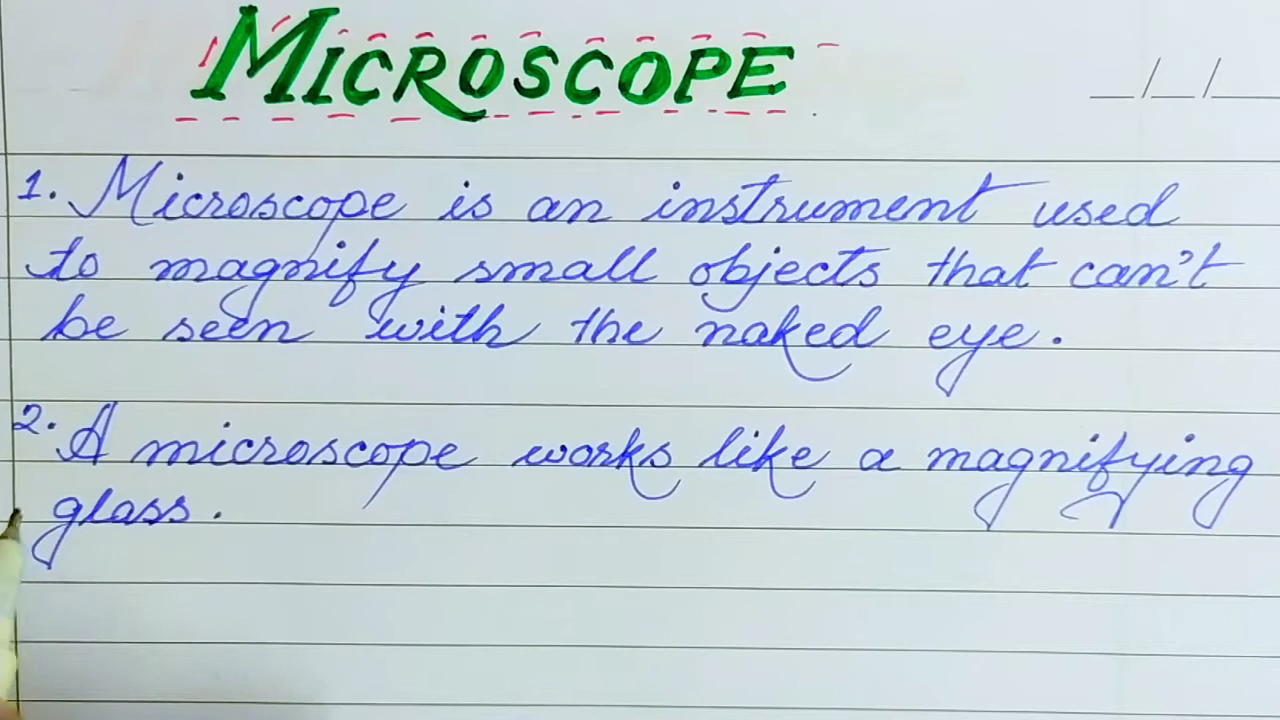 MICROSCOPE
1. Microscope is an instrument used
to magnify small objects that can't
be seen with the naked eye.
2. A microscope works like a magnifying
glass.